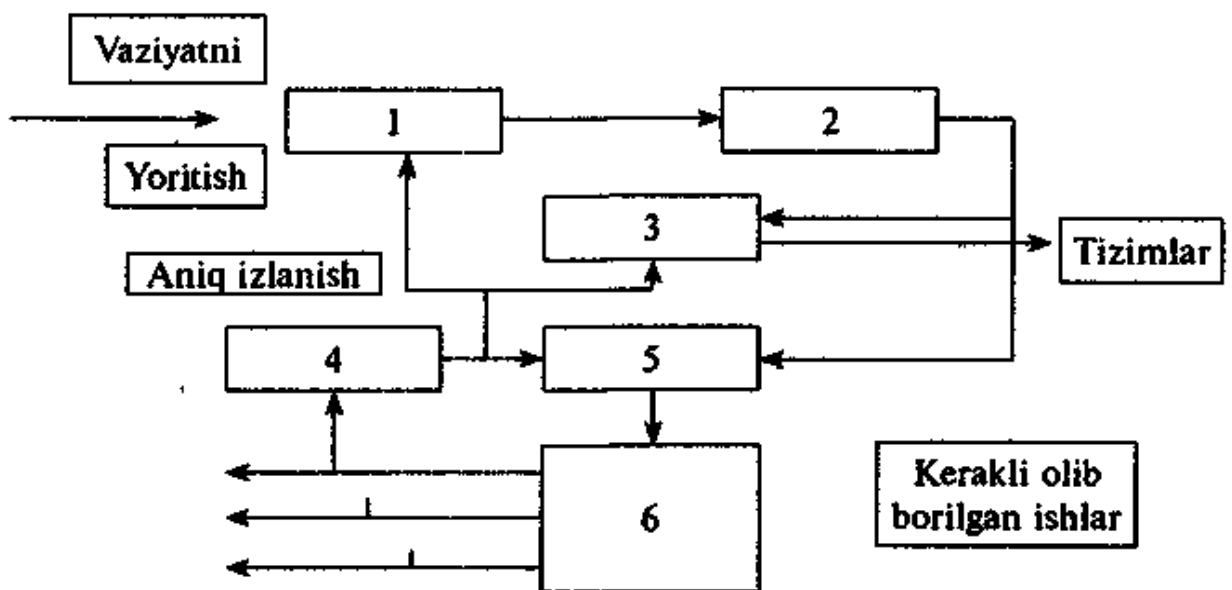 Vaziyatni
1
2
Yoritish
3
Tizimlar
Aniq izlanish
4
5
6
Kerakli olib
borilgan ishlar